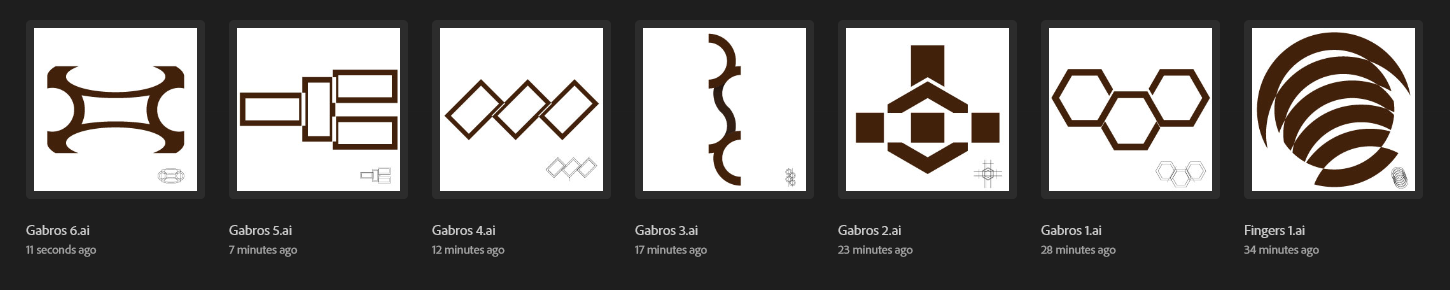 Gabros 6.ai
11 seconds ago
Gabros 5.ai
7 minutes ago
Gabros 4.ai
12 minutes ago
Gabros 3.ai
17 minutes ago
Gabros 2.ai
23 minutes ago
Gabros 1.ai
28 minutes ago
Fingers 1.ai
34 minutes ago